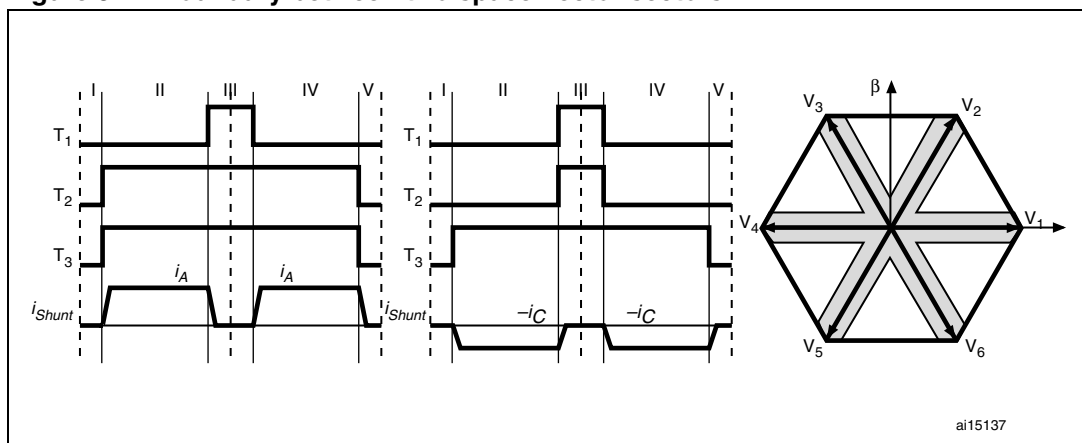 I II III IV V
T1
T2
T3
iA iA
iShunt
I II III IV V
T1
T2
T3
–iC –iC
iShunt
β
V3 V2
V4 V1
V5 V6
ai15137